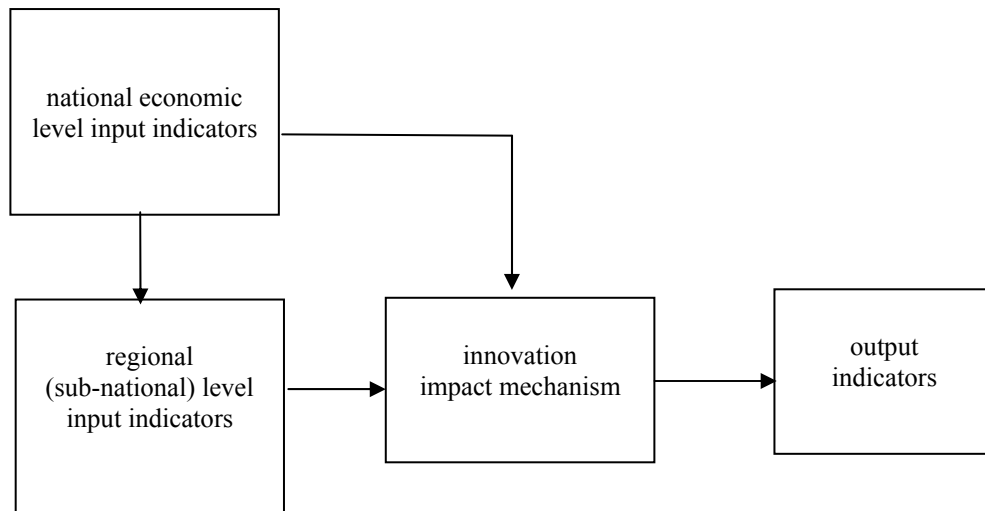 national economic
level input indicators
regional
(sub-national) level
input indicators
innovation
impact mechanism
output
indicators